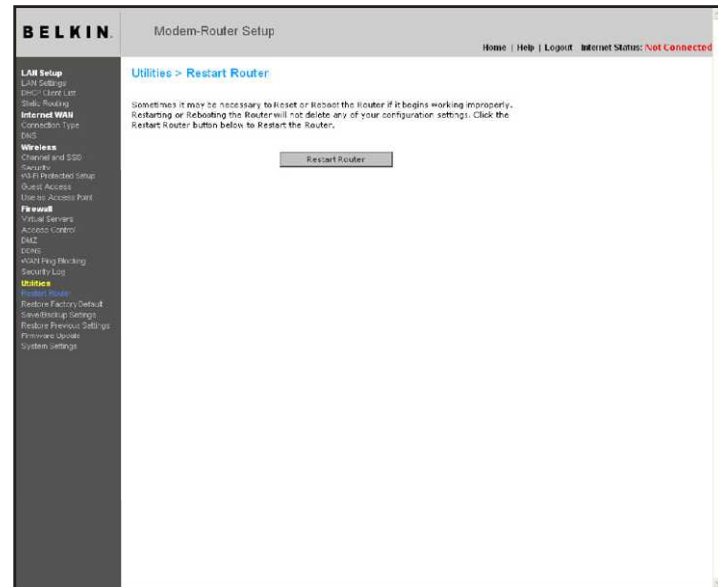 BELKIN.
Modem-Router Setup
Home | Help | Logout Internet Status: Not Connected
LAN Setup
LAN Settings
DHCP Client List
Static Routing
Internet WAN
Connection Type
DNS
Wireless
Channel and SSID
Security
Wi-Fi Protected Setup
Guest Access
Use as Access Point
Firewall
Virtual Servers
Access Control
DMZ
DDNS
WAN Ping Blocking
Security Log
Utilities
Restart Router
Restore Factory Default
Save/Backup Settings
Restore Previous Settings
Firmware Update
System Settings
Utilities > Restart Router
Sometimes it may be necessary to Reset or Reboot the Router if it begins working improperly.
Restarting or Rebooting the Router will not delete any of your configuration settings. Click the
Restart Router button below to Restart the Router.
Restart Router